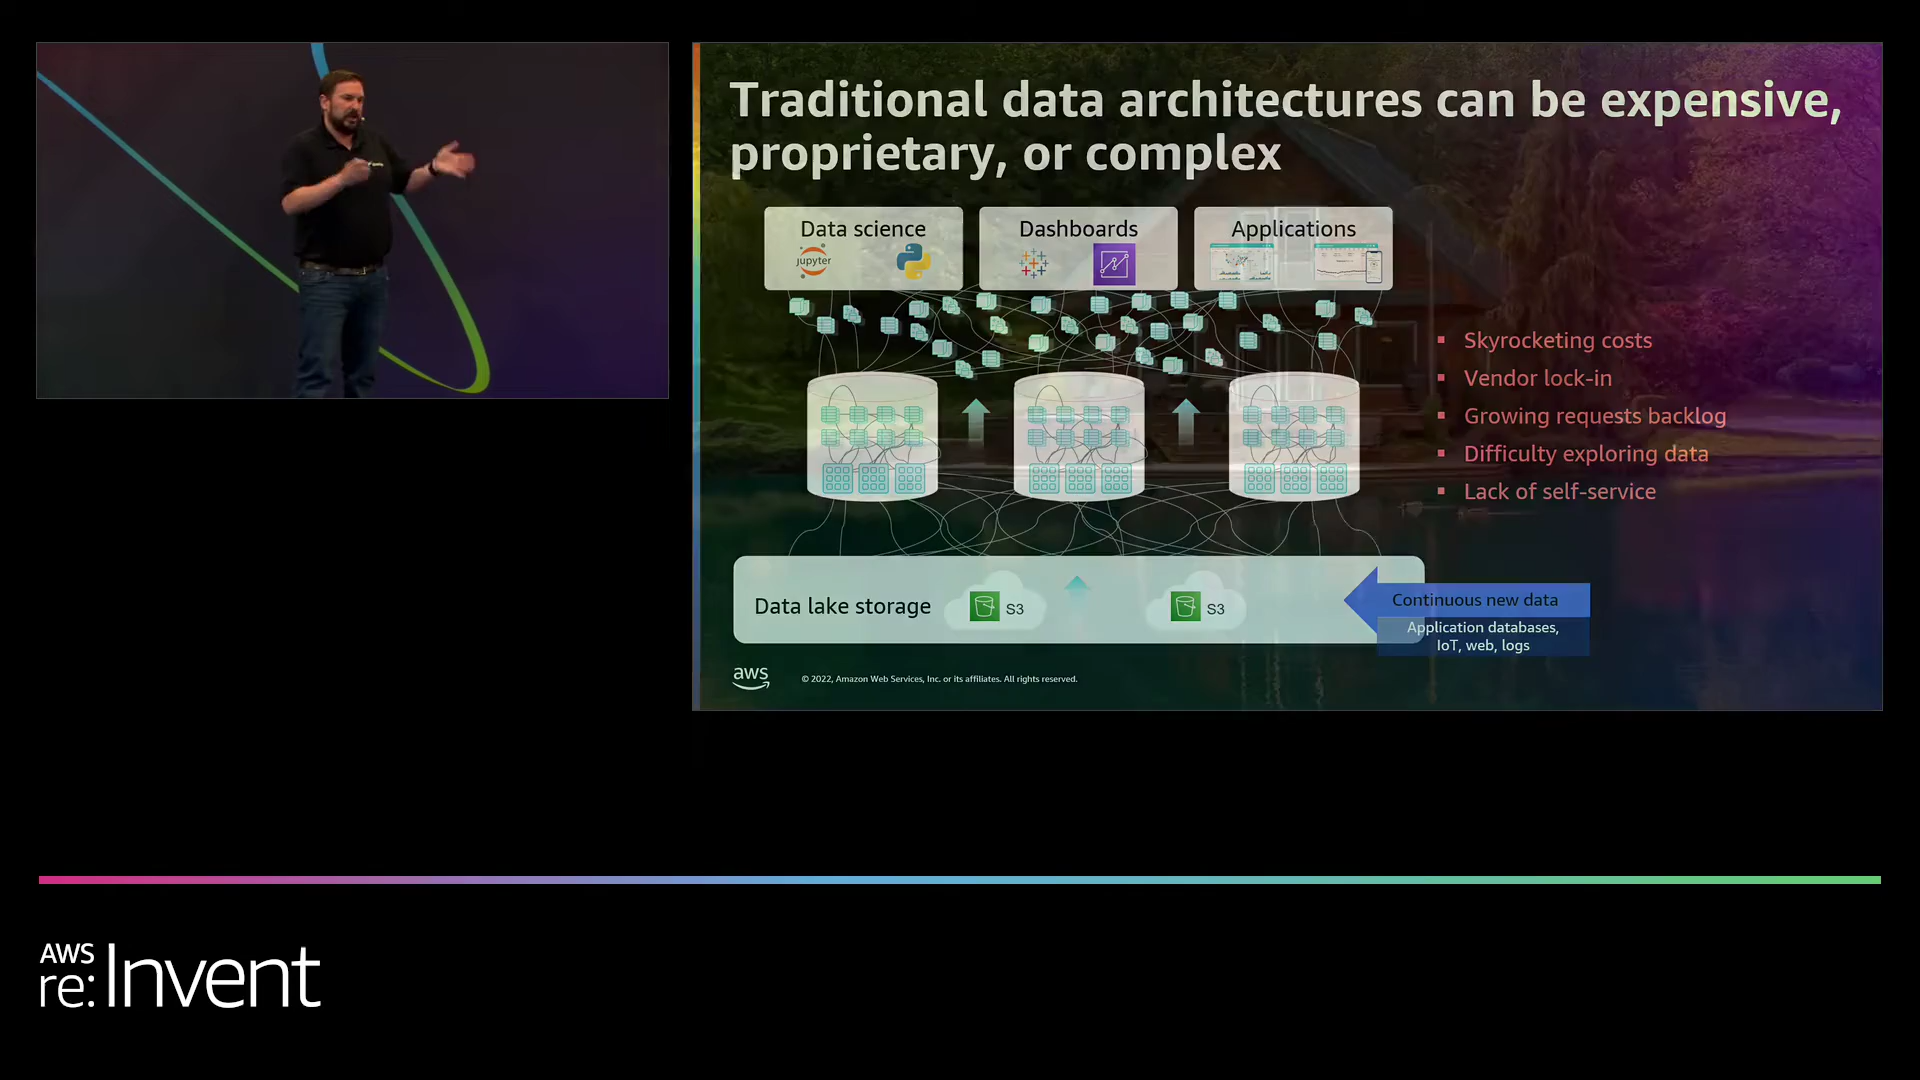 Traditional data architectures can be expensive,
proprietary, or complex
Data science
jupyter
Dashboards
Applications
Skyrocketing costs
Vendor lock-in
Growing requests backlog
Difficulty exploring data
Lack of self-service
Data lake storage
S3
S3
Continuous new data
Application databases,
IoT, web, logs
aws
© 2022, Amazon Web Services, Inc. or its affiliates. All rights reserved.
AWS
re:Invent